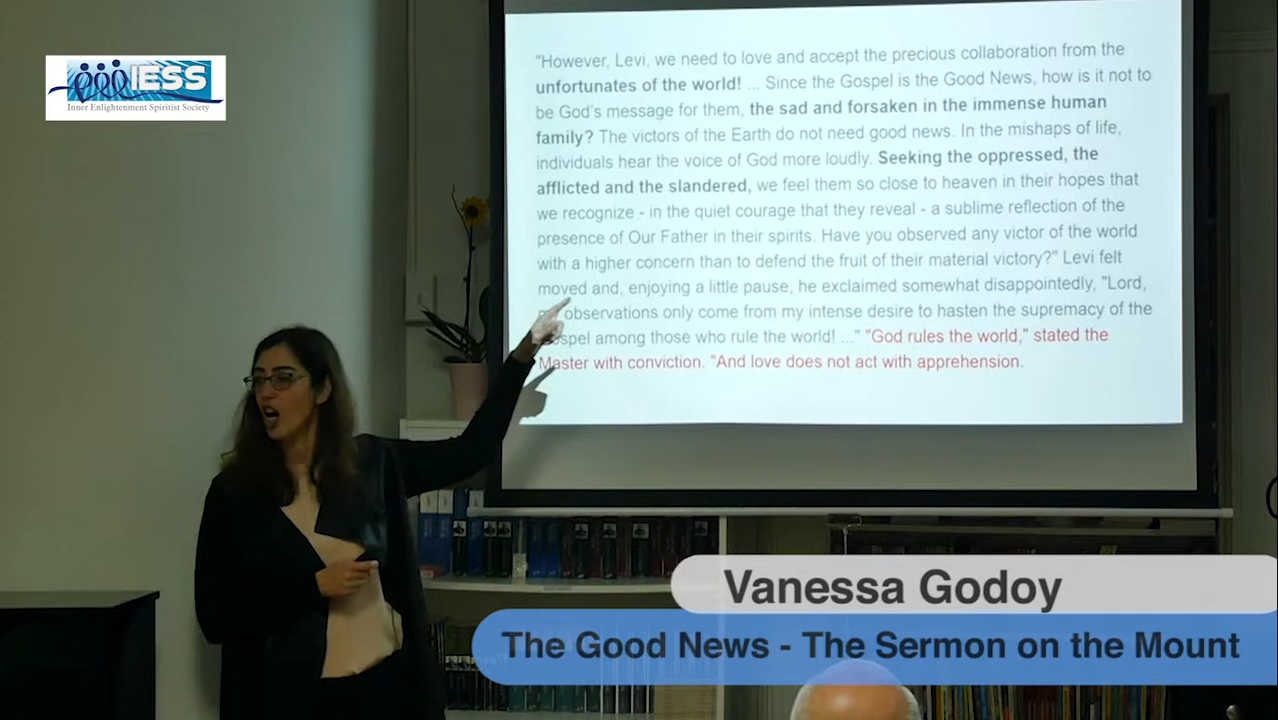 IESS
Inner Enlightenment Spiritist Society
"However, Levi, we need to love and accept the precious collaboration from the
unfortunates of the world! ... Since the Gospel is the Good News, how is it not to
be God's message for them, the sad and forsaken in the immense human
family? The victors of the Earth do not need good news. In the mishaps of life,
individuals hear the voice of God more loudly. Seeking the oppressed, the
afflicted and the slandered, we feel them so close to heaven in their hopes that
we recognize - in the quiet courage that they reveal - a sublime reflection of the
presence of Our Father in their spirits. Have you observed any victor of the world
with a higher concern than to defend the fruit of their material victory?" Levi felt
moved and, enjoying a little pause, he exclaimed somewhat disappointedly, "Lord,
observations only come from my intense desire to hasten the supremacy of the
among those who rule the world! ..." "God rules the world," stated the
Master with conviction. "And love does not act with apprehension.
Vanessa Godoy
The Good News - The Sermon on the Mount